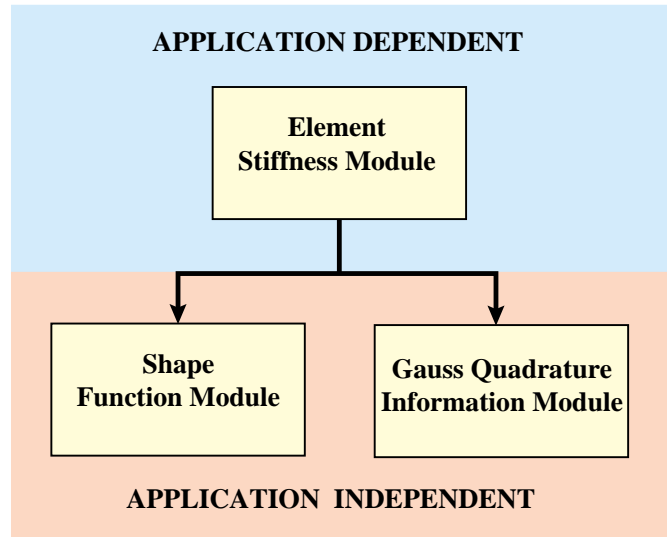 APPLICATION DEPENDENT
Element
Stiffness Module
Shape
Function Module
Gauss Quadrature
Information Module
APPLICATION INDEPENDENT